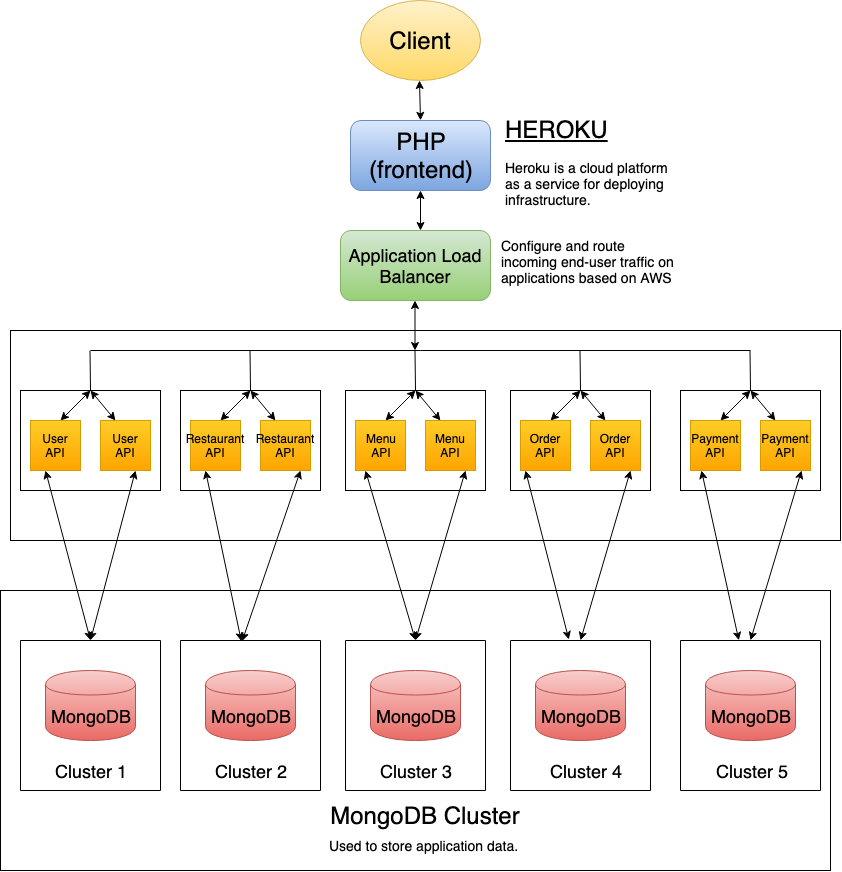 Client
PHP
(frontend)
HEROKU
Heroku is a cloud platform
as a service for deploying
infrastructure.
Application Load
Balancer
Configure and route
incoming end-user traffic on
applications based on AWS
User
API
User
API
Restaurant
API
Restaurant
API
Menu
API
Menu
API
Order
API
Order
API
Payment
API
Payment
API
MongoDB
Cluster 1
MongoDB
Cluster 2
MongoDB
Cluster 3
MongoDB
Cluster 4
MongoDB
Cluster 5
MongoDB Cluster
Used to store application data.